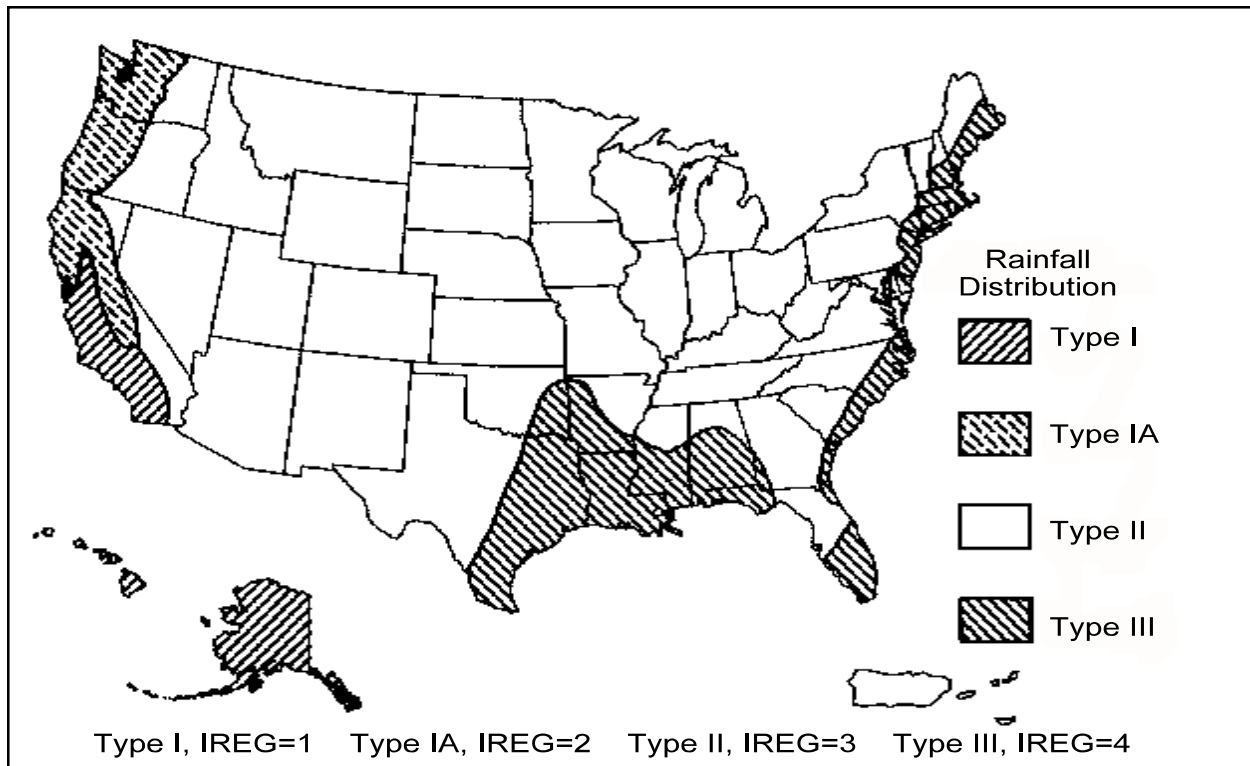 Rainfall
Distribution
Type I
Type IA
Type II
Type III
Type I, IREG=1 Type IA, IREG=2 Type II, IREG=3 Type III, IREG=4